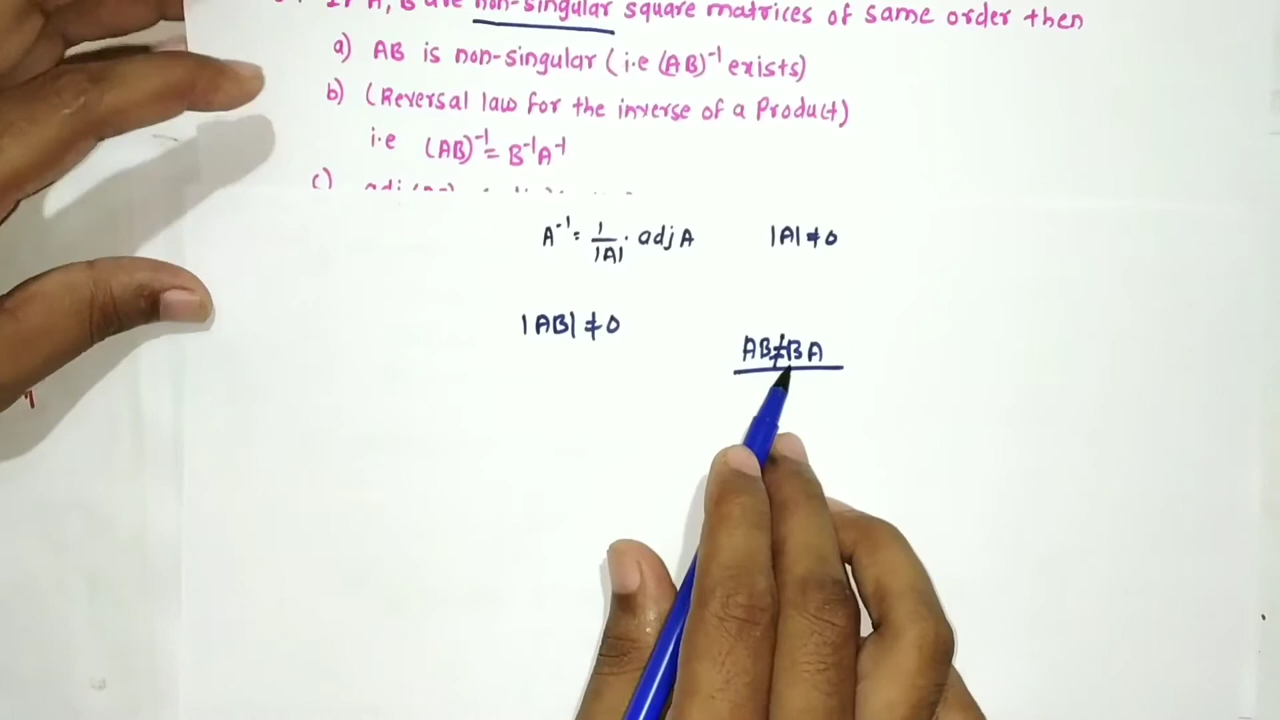 If A, B are non-singular square matrices of same order then
a) AB is non-singular (i.e (AB)⁻¹ exists)
b) (Reversal law for the inverse of a Product)
i.e (AB)⁻¹ = B⁻¹A⁻¹
c)
A⁻¹ = 1/|A| · adj A |A| ≠ 0
|AB| ≠ 0
AB ≠ BA